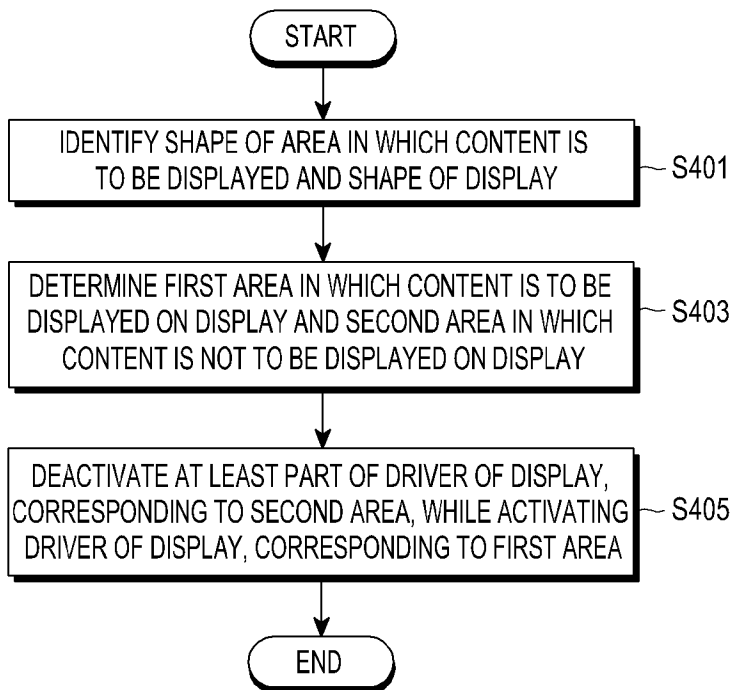 START
IDENTIFY SHAPE OF AREA IN WHICH CONTENT IS
TO BE DISPLAYED AND SHAPE OF DISPLAY
S401
DETERMINE FIRST AREA IN WHICH CONTENT IS TO BE
DISPLAYED ON DISPLAY AND SECOND AREA IN WHICH
CONTENT IS NOT TO BE DISPLAYED ON DISPLAY
S403
DEACTIVATE AT LEAST PART OF DRIVER OF DISPLAY,
CORRESPONDING TO SECOND AREA, WHILE ACTIVATING
DRIVER OF DISPLAY, CORRESPONDING TO FIRST AREA
S405
END